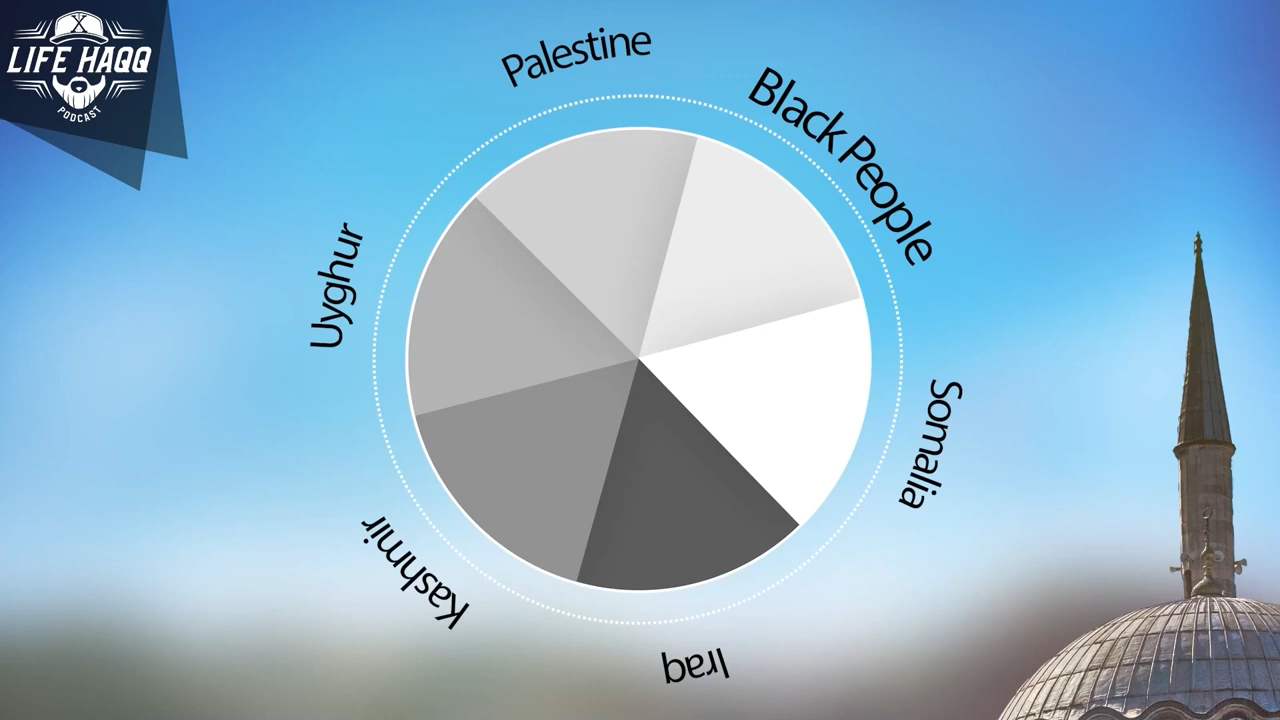 LIFE HAQQ
PODCAST
Palestine
Black People
Somalia
Iraq
Kashmir
Uyghur